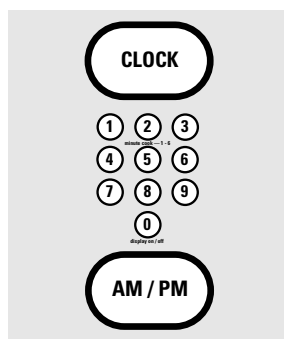 CLOCK
1 2 3
minute cook — 1 - 6
4 5 6
7 8 9
0
display on / off
AM / PM